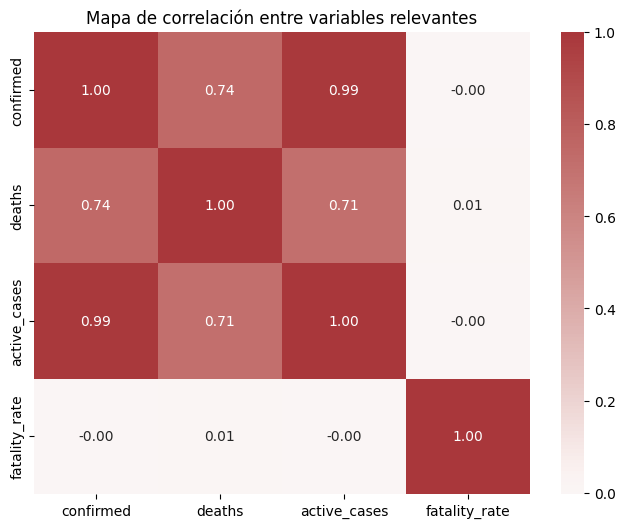 Mapa de correlación entre variables relevantes
confirmed 1.00 0.74 0.99 -0.00
deaths 0.74 1.00 0.71 0.01
active_cases 0.99 0.71 1.00 -0.00
fatality_rate -0.00 0.01 -0.00 1.00
confirmed deaths active_cases fatality_rate
1.0
0.8
0.6
0.4
0.2
0.0